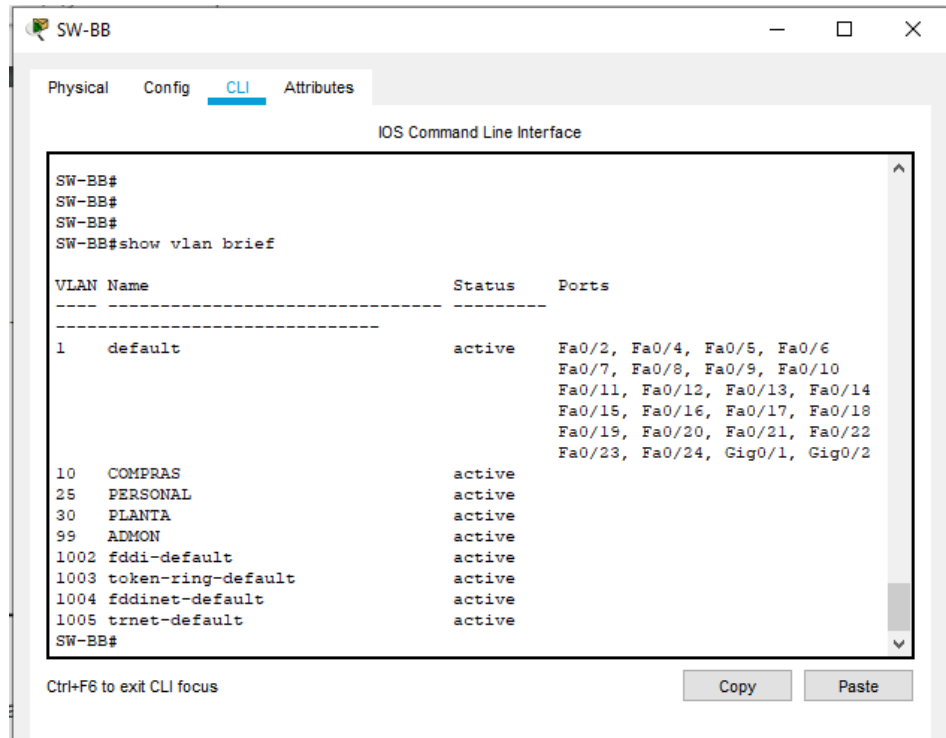 SW-BB
Physical Config CLI Attributes
IOS Command Line Interface
SW-BB#
SW-BB#
SW-BB#
SW-BB#show vlan brief
VLAN Name Status Ports
---- -------------------------------- ---------
-------------------------------
1 default active Fa0/2, Fa0/4, Fa0/5, Fa0/6
Fa0/7, Fa0/8, Fa0/9, Fa0/10
Fa0/11, Fa0/12, Fa0/13, Fa0/14
Fa0/15, Fa0/16, Fa0/17, Fa0/18
Fa0/19, Fa0/20, Fa0/21, Fa0/22
Fa0/23, Fa0/24, Gig0/1, Gig0/2
10 COMPRAS active
25 PERSONAL active
30 PLANTA active
99 ADMON active
1002 fddi-default active
1003 token-ring-default active
1004 fddinet-default active
1005 trnet-default active
SW-BB#
Ctrl+F6 to exit CLI focus
Copy Paste